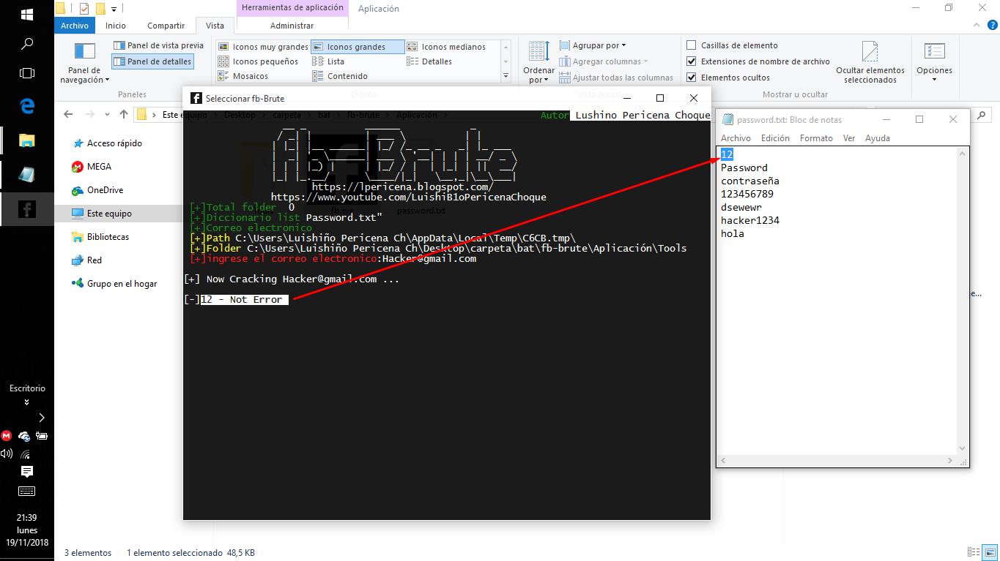 Herramientas de aplicación
Aplicación
Archivo
Inicio
Compartir
Vista
Administrar
Panel de navegación
Panel de vista previa
Panel de detalles
Paneles
Iconos muy grandes
Iconos grandes
Iconos medianos
Iconos pequeños
Lista
Detalles
Mosaicos
Contenido
Diseño
Ordenar por
Agrupar por
Agregar columnas
Ajustar todas las columnas
Vista actual
Casillas de elemento
Extensiones de nombre de archivo
Elementos ocultos
Ocultar elementos seleccionados
Mostrar u ocultar
Opciones
Este equipo > Desktop > carpeta > bat > fb-brute > Aplicación >
Acceso rápido
MEGA
OneDrive
Este equipo
Bibliotecas
Red
Grupo en el hogar
Seleccionar fb-Brute
Autor Lushino Pericena Choque
fb-Brute
https://lpericena.blogspot.com/
https://www.youtube.com/LuishiB1oPericenaChoque
[+]Total folder 0
[+]Diccionario list Password.txt"
[+]Correo electronico
[+]Path C:\Users\Luishiño Pericena Ch\AppData\Local\Temp\C6CB.tmp\
[+]Folder C:\Users\Luishiño Pericena Ch\Desktop\carpeta\bat\fb-brute\Aplicación\Tools
[+]ingrese el correo electronico:Hacker@gmail.com
[+] Now Cracking Hacker@gmail.com ...
[-]12 - Not Error
fb.exe
password.txt
password.txt: Bloc de notas
Archivo Edición Formato Ver Ayuda
12
Password
contraseña
123456789
dsewewr
hacker1234
hola
e...
Escritorio
21:39
lunes
19/11/2018
3 elementos
1 elemento seleccionado 48,5 KB